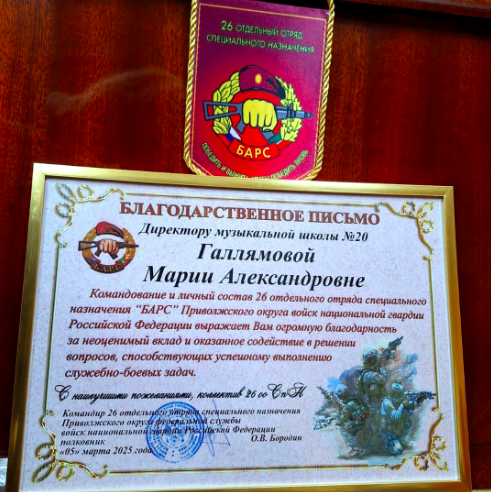 26 ОТДЕЛЬНЫЙ ОТРЯД
СПЕЦИАЛЬНОГО НАЗНАЧЕНИЯ
БАРС
БЛАГОДАРСТВЕННОЕ ПИСЬМО
Директору музыкальной школы №20
Галлямовой
Марии Александровне
БАРС
Командование и личный состав 26 отдельного отряда специального
назначения "БАРС" Приволжского округа войск национальной гвардии
Российской Федерации выражает Вам огромную благодарность
за неоценимый вклад и оказанное содействие в решении
вопросов, способствующих успешному выполнению
служебно-боевых задач.
С наилучшими пожеланиями, коллектив 26 оо СпН
Командир 26 отдельного отряда специального назначения
Приволжского округа федеральной службы
войск национальной гвардии Российской Федерации
полковник О.В. Бородин
«05» марта 2025 года